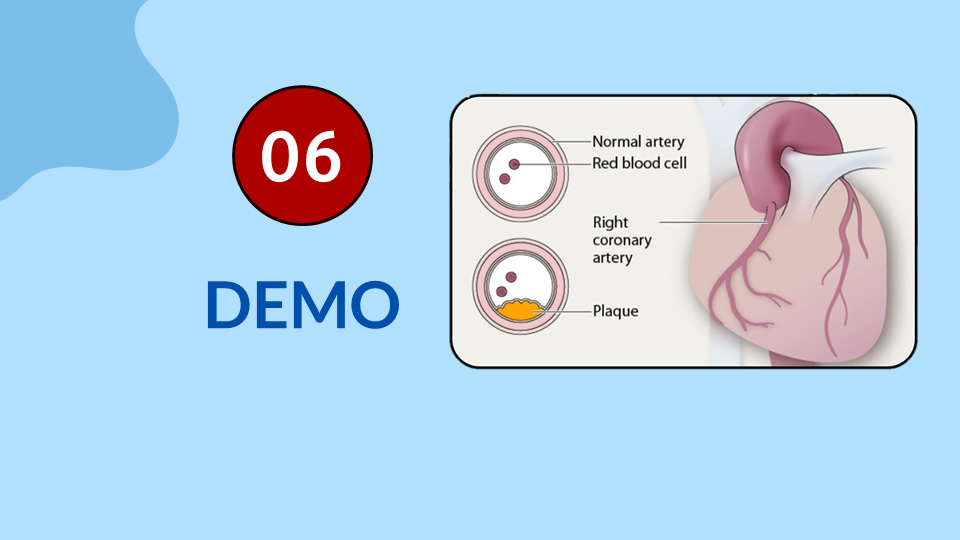 06
DEMO
Normal artery
Red blood cell
Right
coronary
artery
Plaque